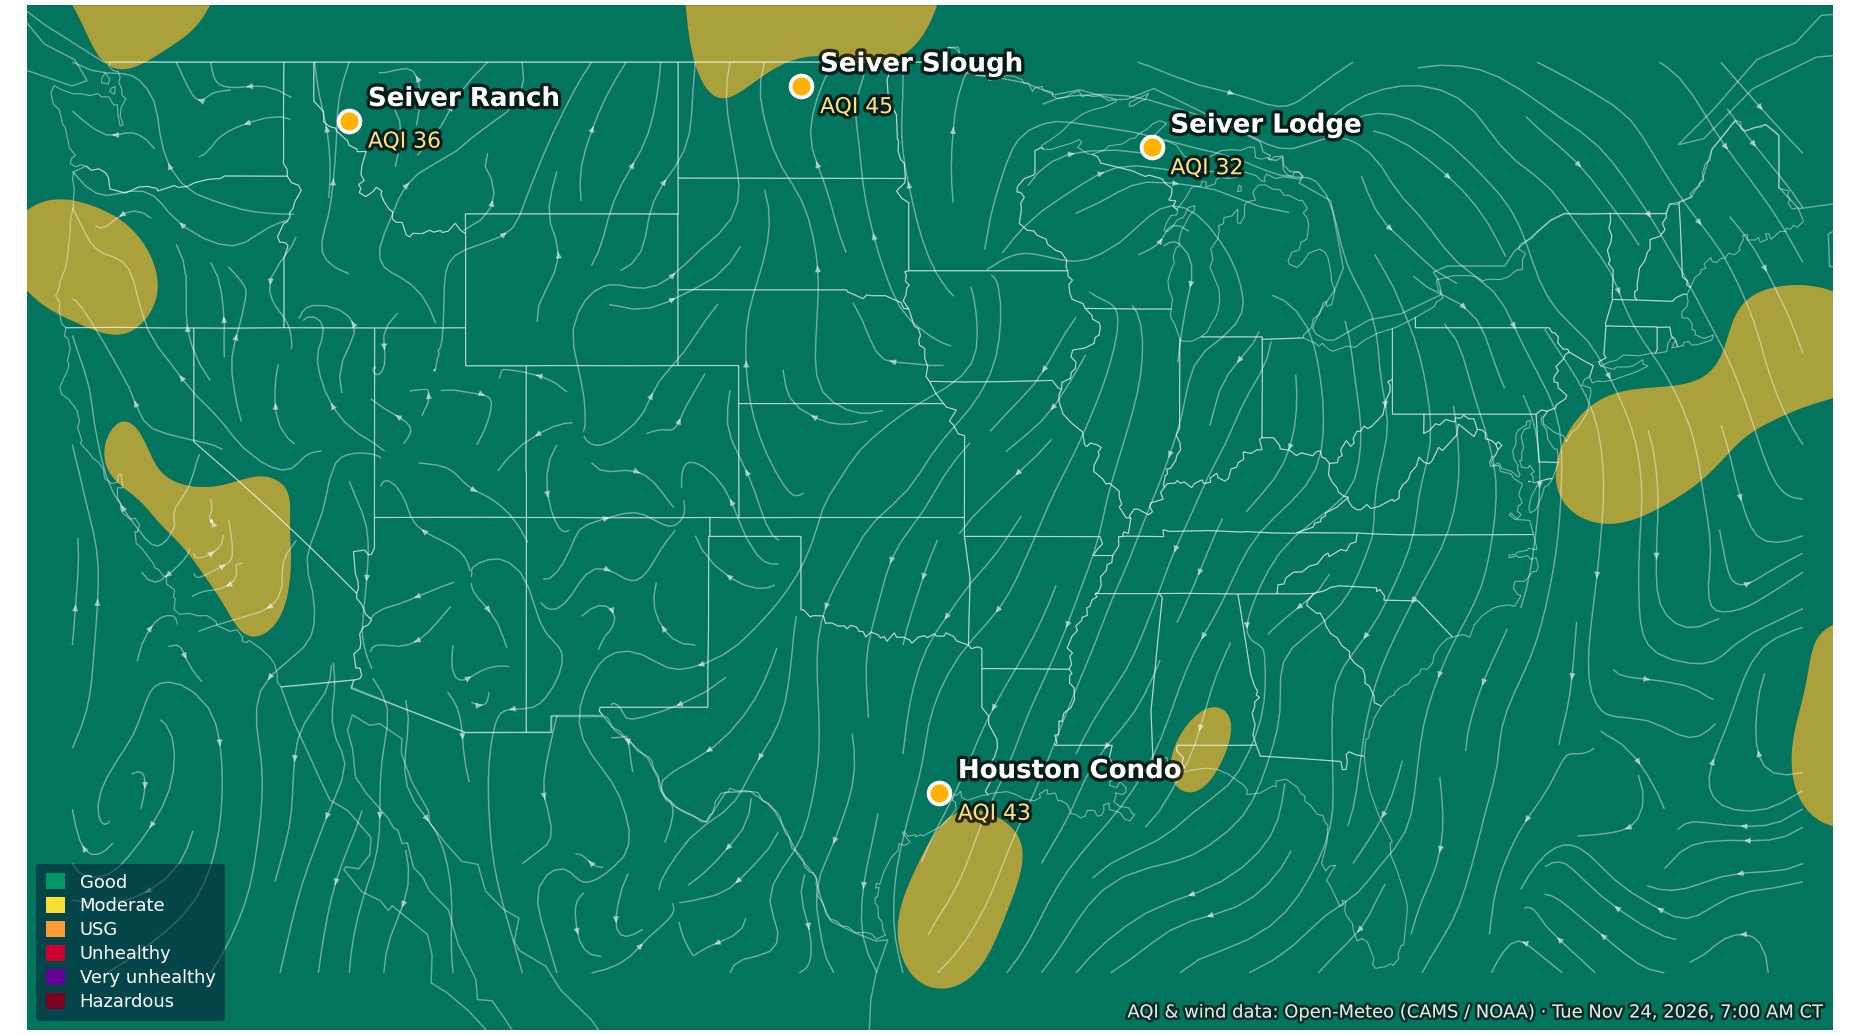 Seiver Slough
AQI 45
Seiver Ranch
AQI 36
Seiver Lodge
AQI 32
Houston Condo
AQI 43
Good
Moderate
USG
Unhealthy
Very unhealthy
Hazardous
AQI & wind data: Open-Meteo (CAMS / NOAA) · Tue Nov 24, 2026, 7:00 AM CT